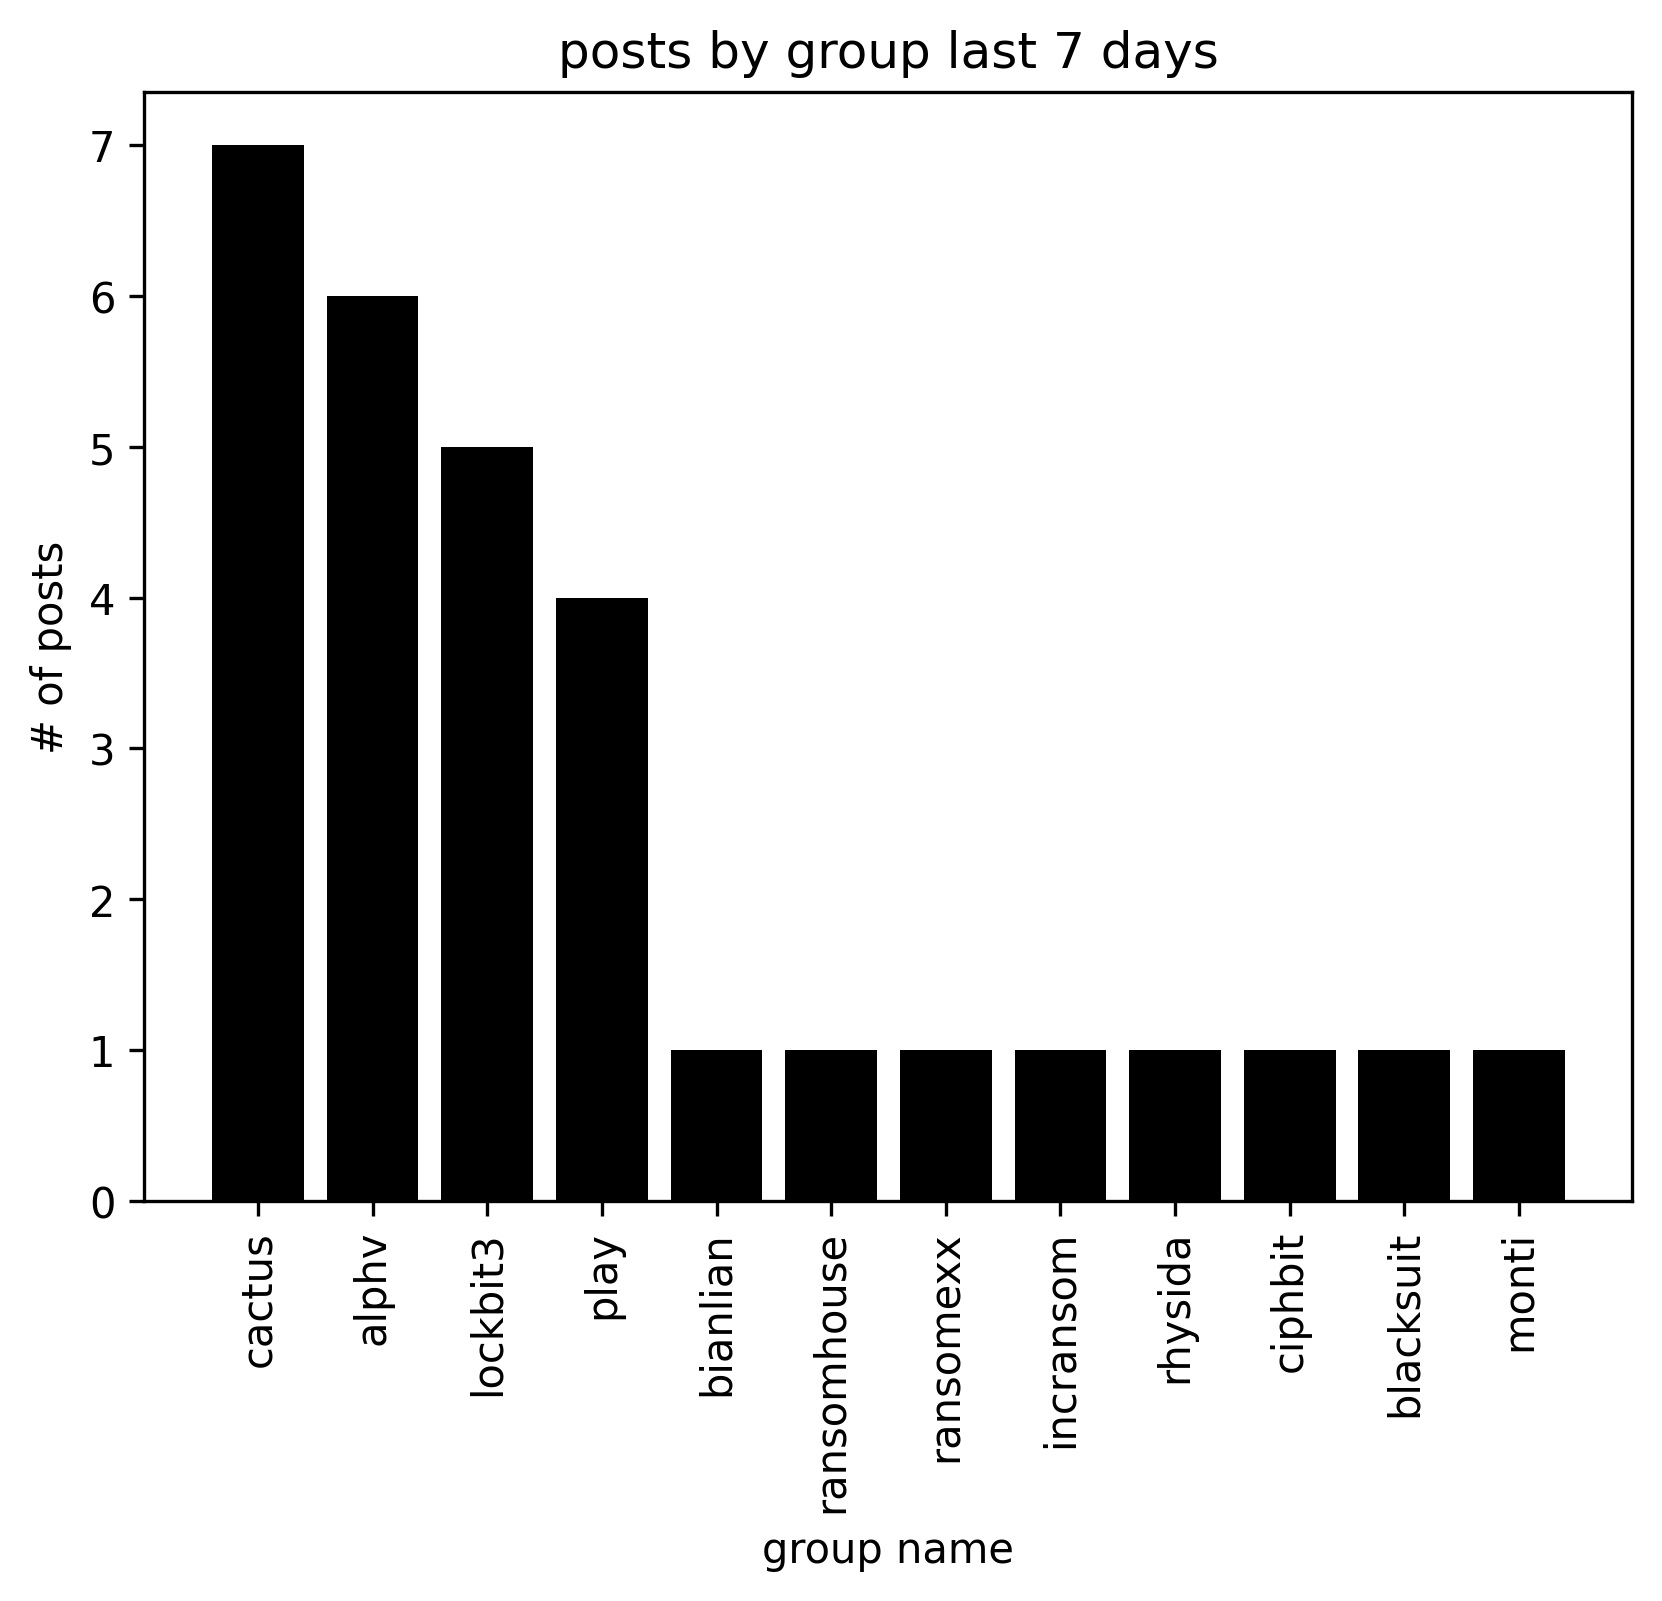 posts by group last 7 days
# of posts
7
6
5
4
3
2
1
0
cactus
alphv
lockbit3
play
bianlian
ransomhouse
ransomexx
incransom
rhysida
ciphbit
blacksuit
monti
group name